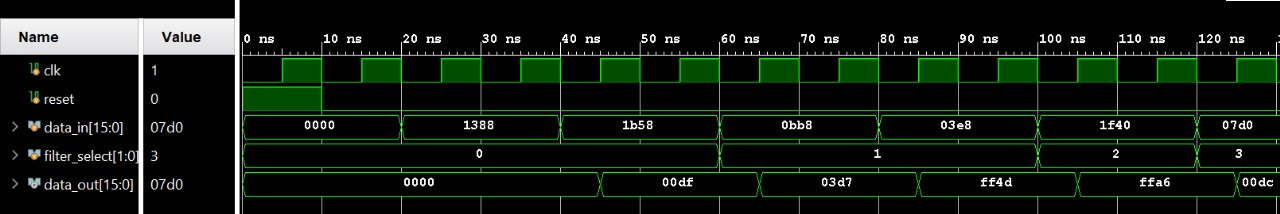 Name Value 0 ns 10 ns 20 ns 30 ns 40 ns 50 ns 60 ns 70 ns 80 ns 90 ns 100 ns 110 ns 120 ns
clk 1
reset 0
data_in[15:0] 07d0 0000 1388 1b58 0bb8 03e8 1f40 07d0
filter_select[1:0] 3 0 1 2 3
data_out[15:0] 07d0 0000 00df 03d7 ff4d ffa6 00dc